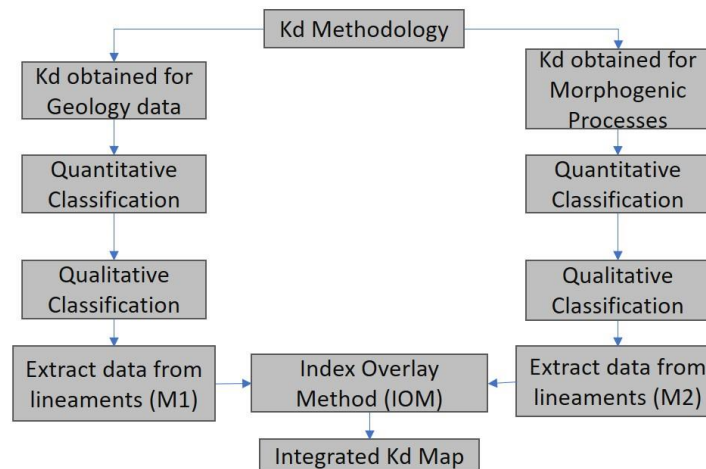 Kd Methodology
Kd obtained for
Geology data
Kd obtained for
Morphogenic
Processes
Quantitative
Classification
Quantitative
Classification
Qualitative
Classification
Qualitative
Classification
Extract data from
lineaments (M1)
Index Overlay
Method (IOM)
Extract data from
lineaments (M2)
Integrated Kd Map